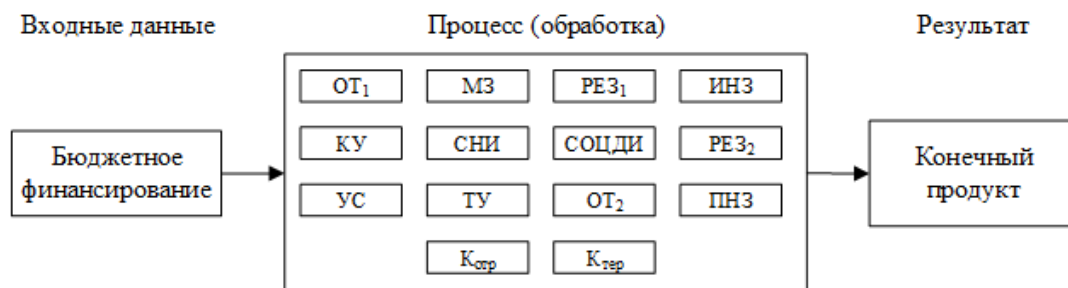 Входные данные
Процесс (обработка)
Результат
ОТ₁
МЗ
РЕЗ₁
ИНЗ
Бюджетное
финансирование
КУ
СНИ
СОЦДИ
РЕЗ₂
Конечный
продукт
УС
ТУ
ОТ₂
ПНЗ
Котр
Ктер